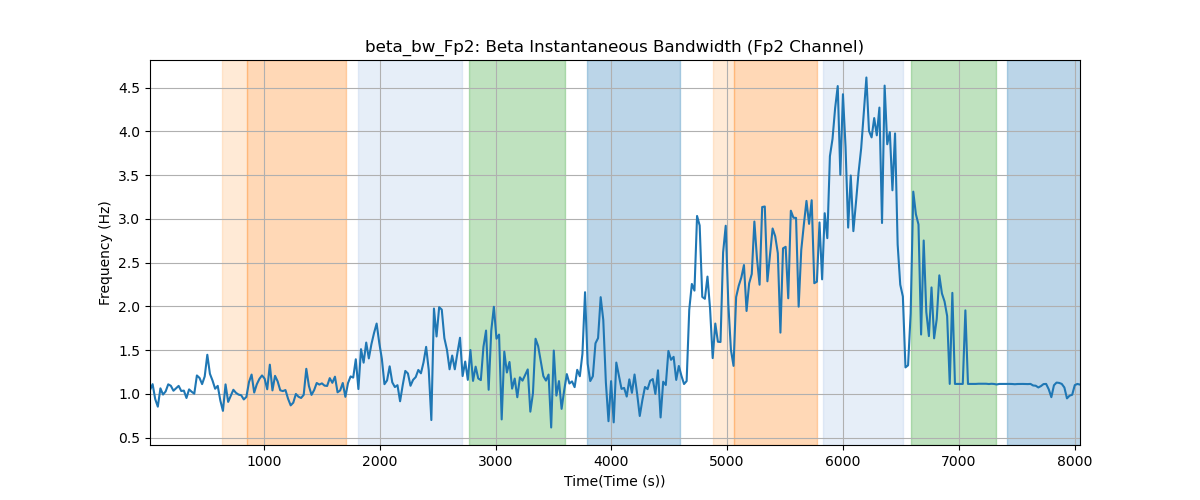 beta_bw_Fp2: Beta Instantaneous Bandwidth (Fp2 Channel)
4.5
4.0
3.5
3.0
2.5
2.0
1.5
1.0
0.5
Frequency (Hz)
1000 2000 3000 4000 5000 6000 7000 8000
Time(Time (s))